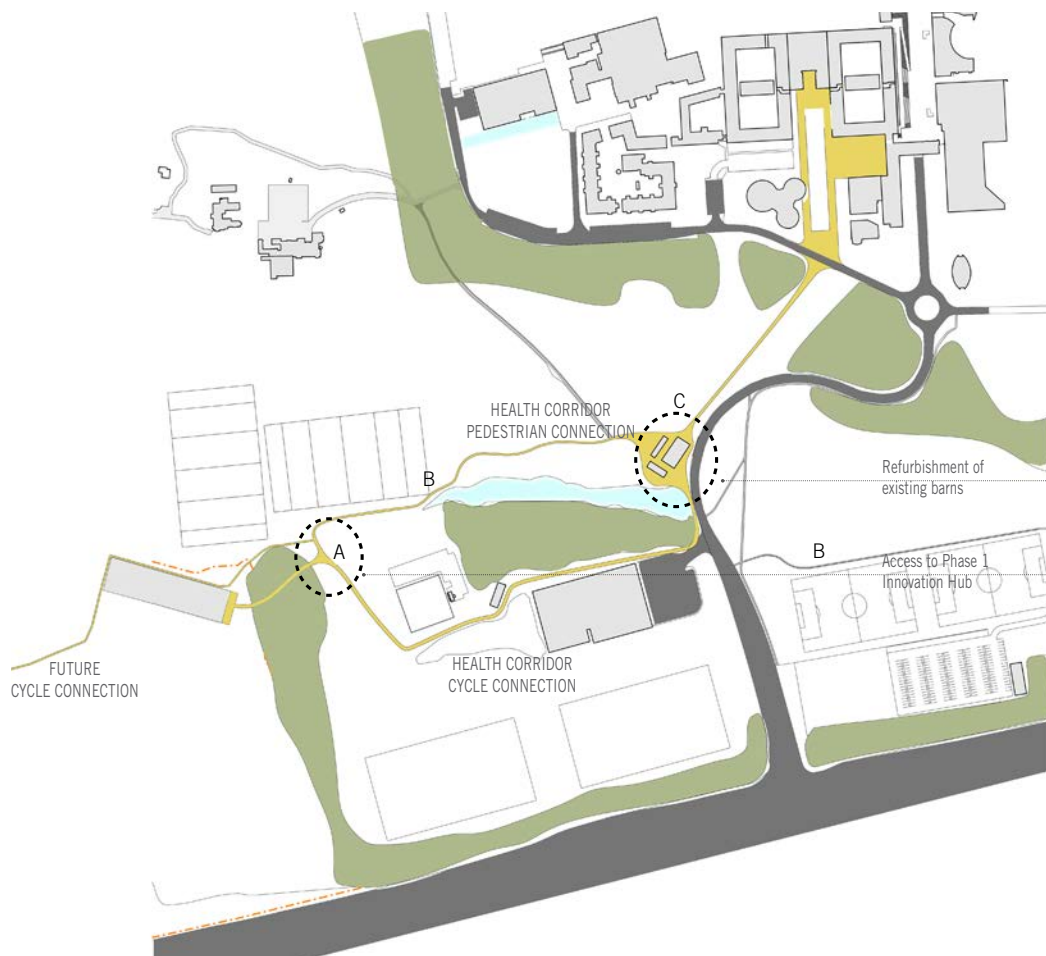 C
HEALTH CORRIDOR
PEDESTRIAN CONNECTION
B
Refurbishment of
existing barns
A
B
Access to Phase 1
Innovation Hub
FUTURE
CYCLE CONNECTION
HEALTH CORRIDOR
CYCLE CONNECTION